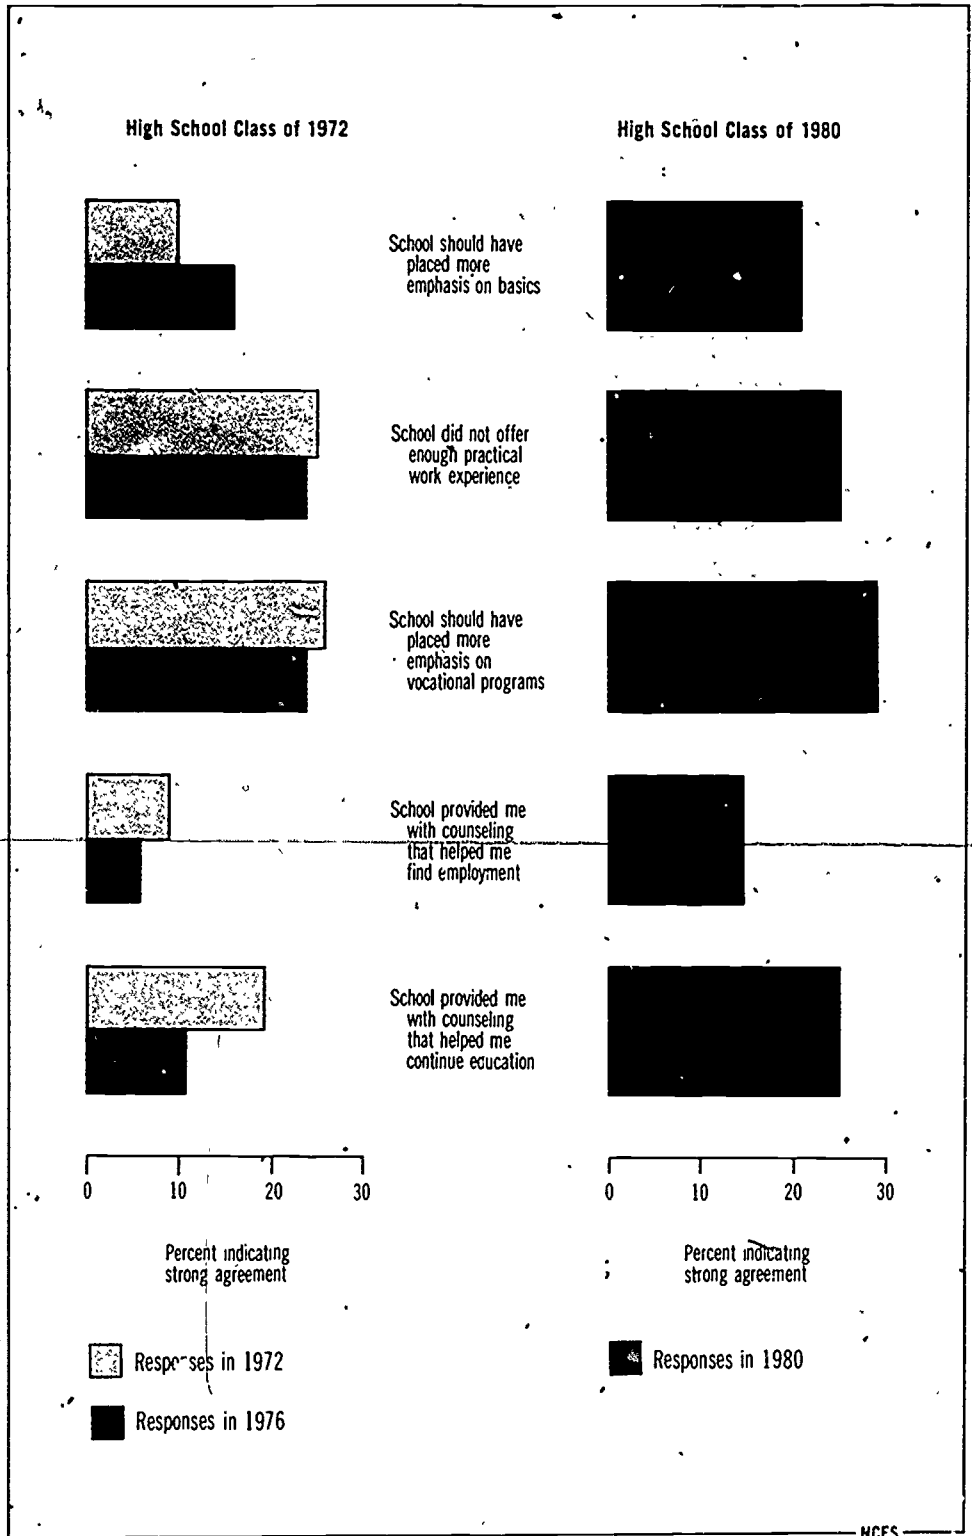 High School Class of 1972
High School Class of 1980
School should have
placed more
emphasis on basics
School did not offer
enough practical
work experience
School should have
placed more
emphasis on
vocational programs
School provided me
with counseling
that helped me
find employment
School provided me
with counseling
that helped me
continue education
0 10 20 30
0 10 20 30
Percent indicating
strong agreement
Percent indicating
strong agreement
Responses in 1972
Responses in 1976
Responses in 1980
NCES